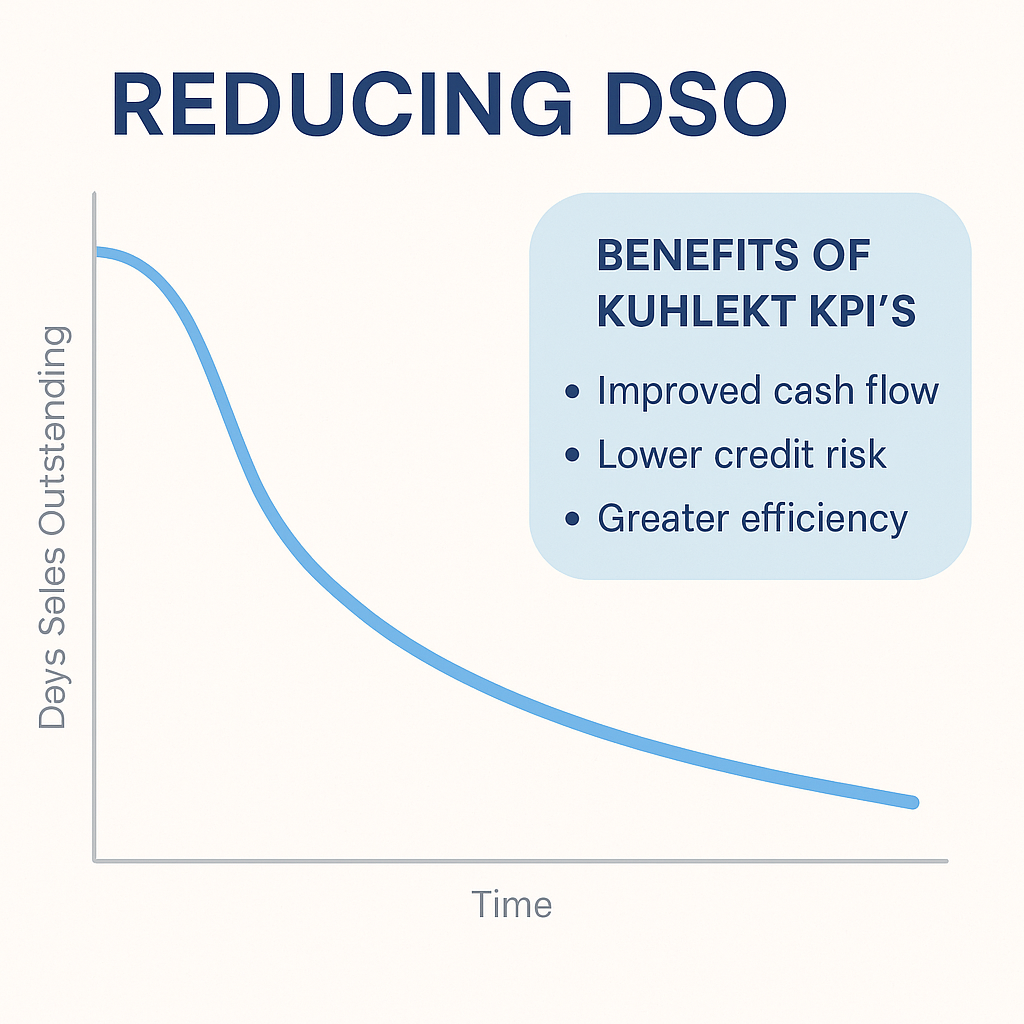 REDUCING DSO
BENEFITS OF
KUHLEKT KPI’S
• Improved cash flow
• Lower credit risk
• Greater efficiency
Days Sales Outstanding
Time